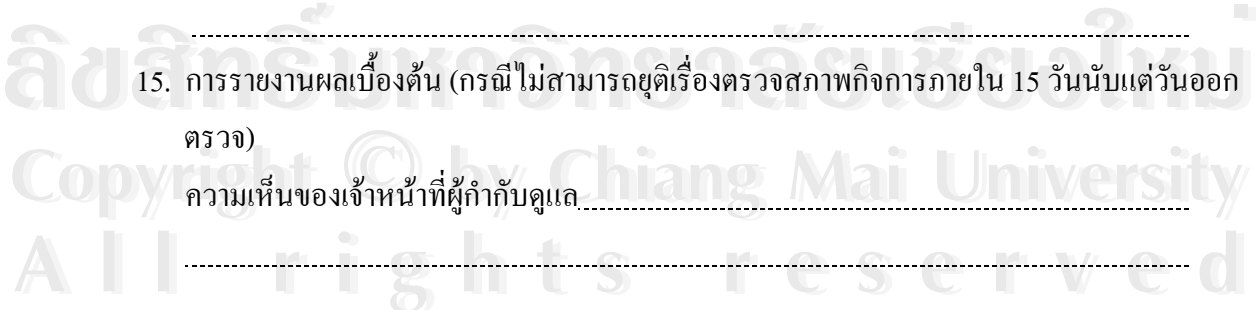 ลิขสิทธิ์มหาวิทยาลัยเชียงใหม่
15. การรายงานผลเบื้องต้น (กรณีไม่สามารถยุติเรื่องตรวจสภาพกิจการภายใน 15 วันนับแต่วันออก
ตรวจ)
Copyright © by Chiang Mai University
ความเห็นของเจ้าหน้าที่ผู้กำกับดูแล
All rights reserved